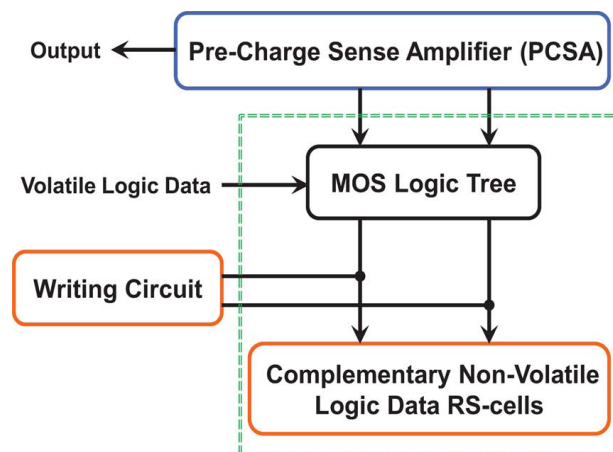 Output
Pre-Charge Sense Amplifier (PCSA)
Volatile Logic Data
MOS Logic Tree
Writing Circuit
Complementary Non-Volatile
Logic Data RS-cells